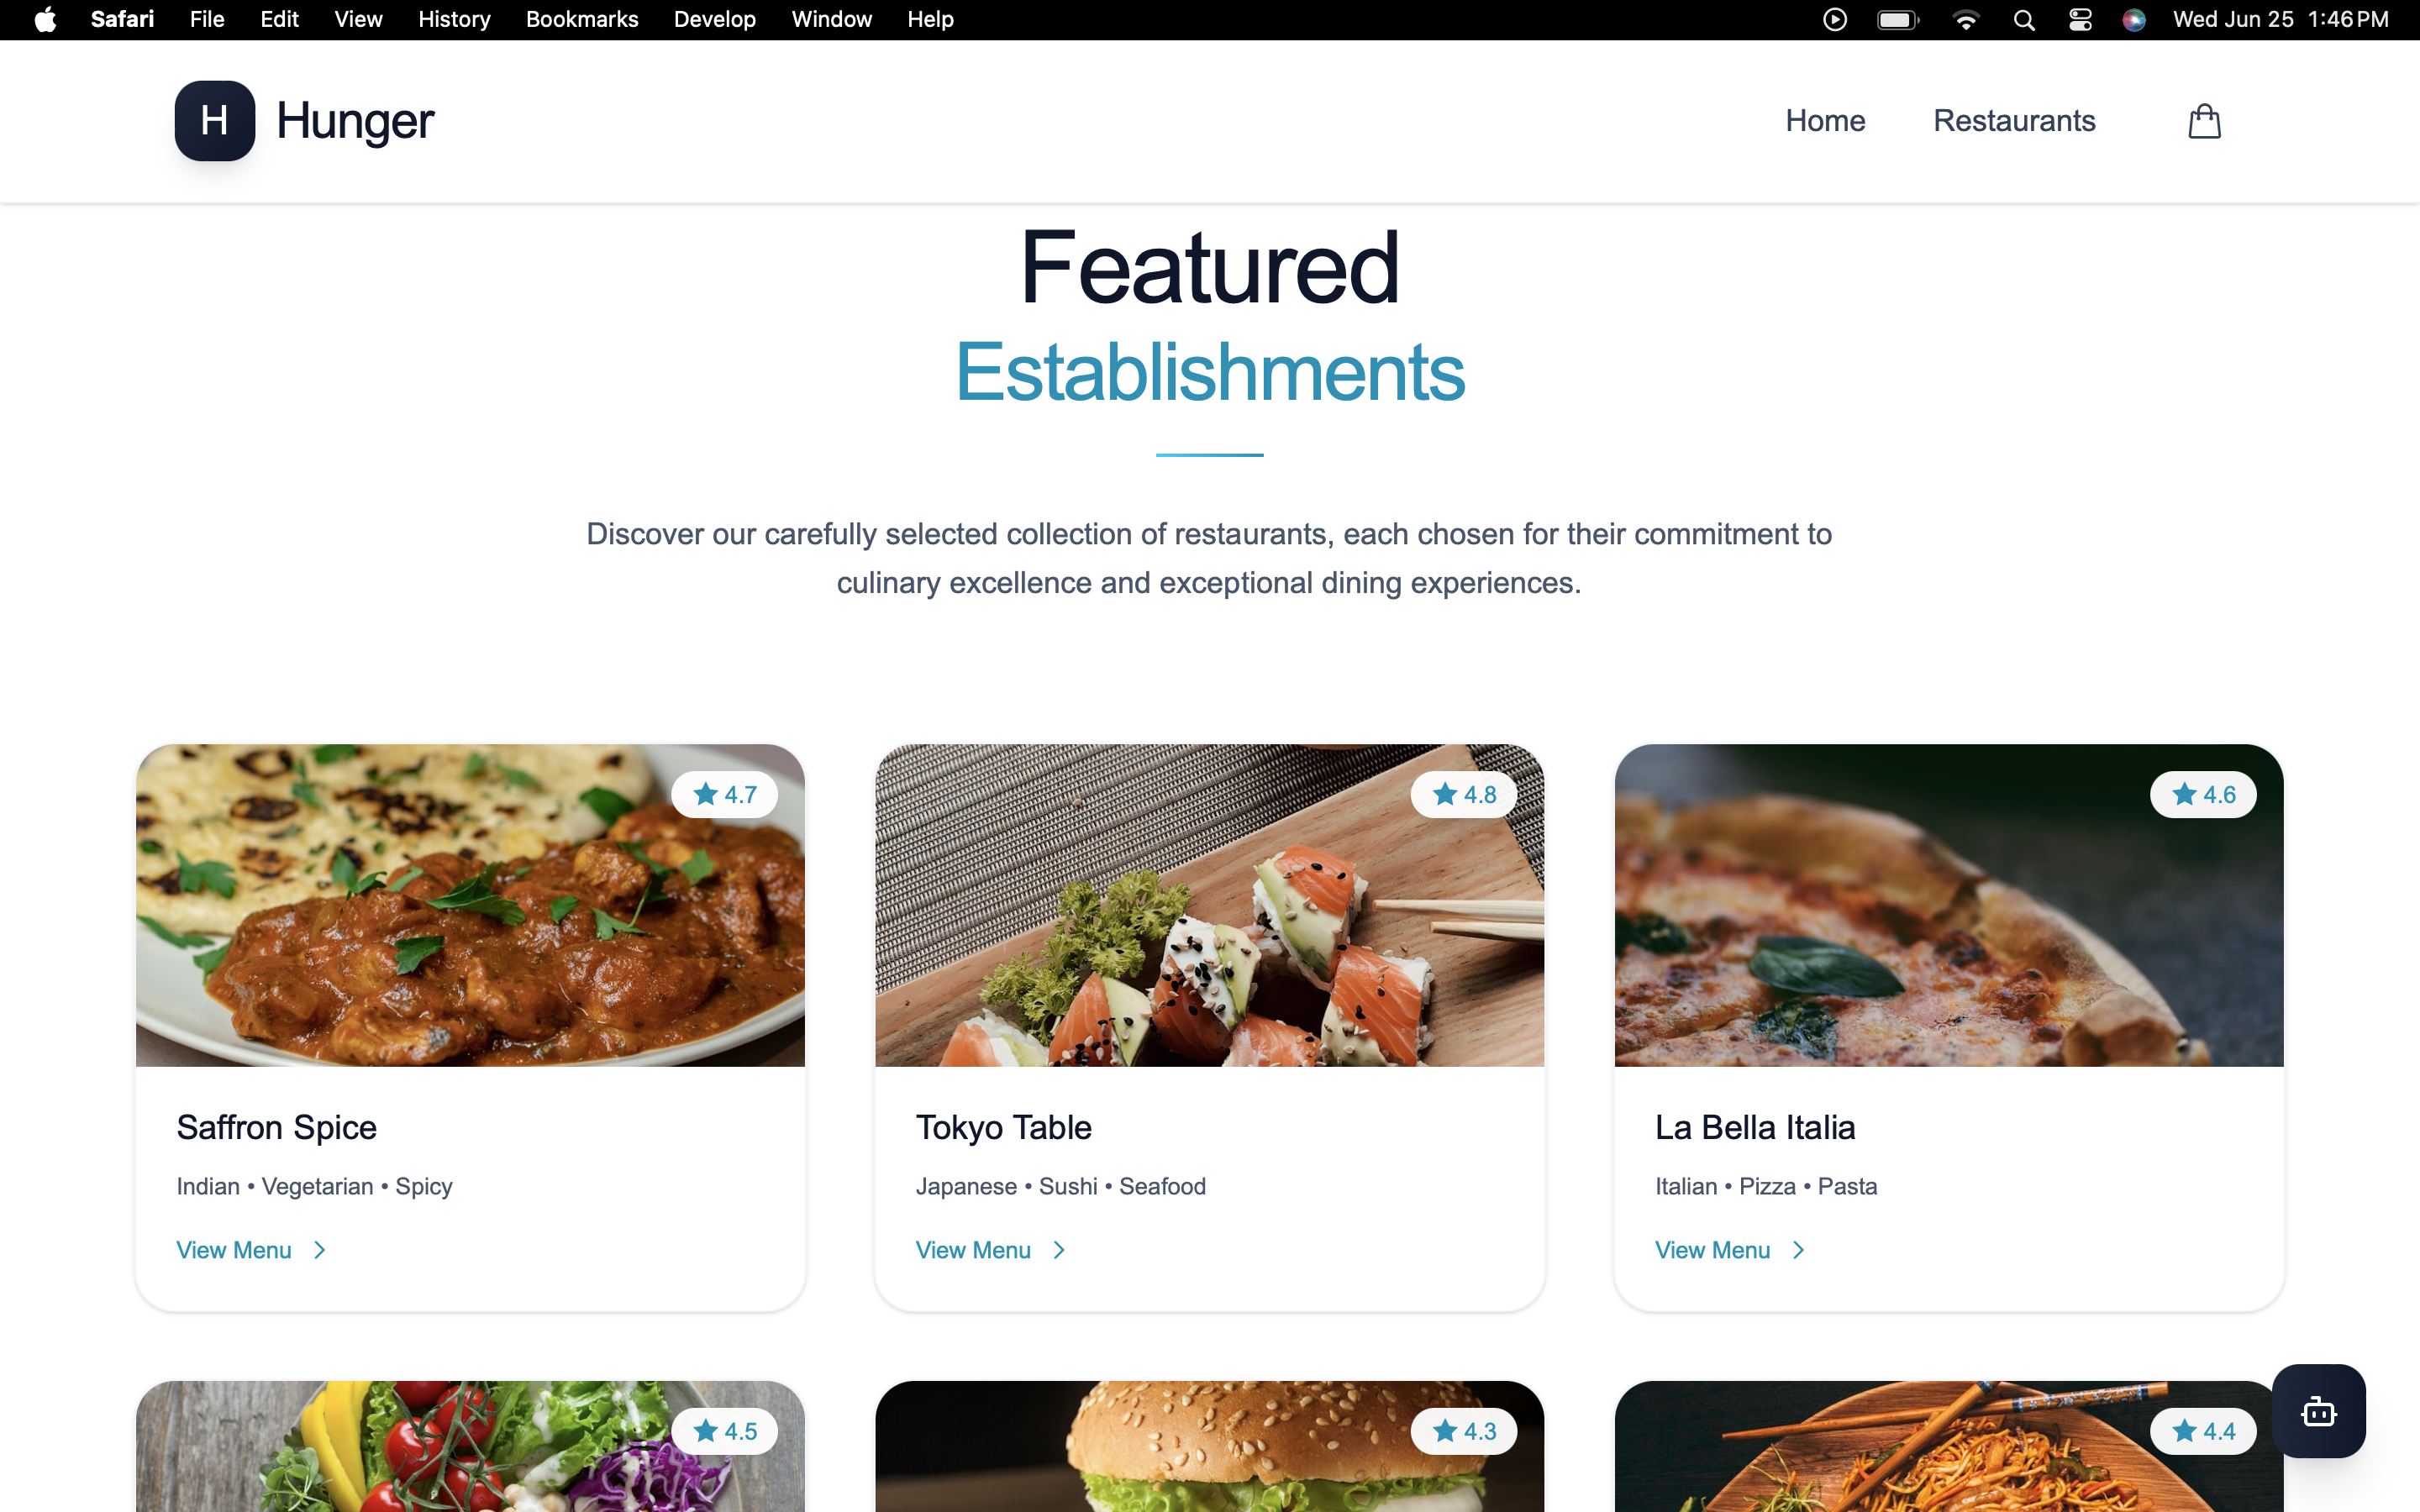 Safari File Edit View History Bookmarks Develop Window Help Wed Jun 25 1:46 PM
H Hunger Home Restaurants
Featured
Establishments
Discover our carefully selected collection of restaurants, each chosen for their commitment to
culinary excellence and exceptional dining experiences.
4.7
4.8
4.6
Saffron Spice
Indian • Vegetarian • Spicy
View Menu
Tokyo Table
Japanese • Sushi • Seafood
View Menu
La Bella Italia
Italian • Pizza • Pasta
View Menu
4.5
4.3
4.4